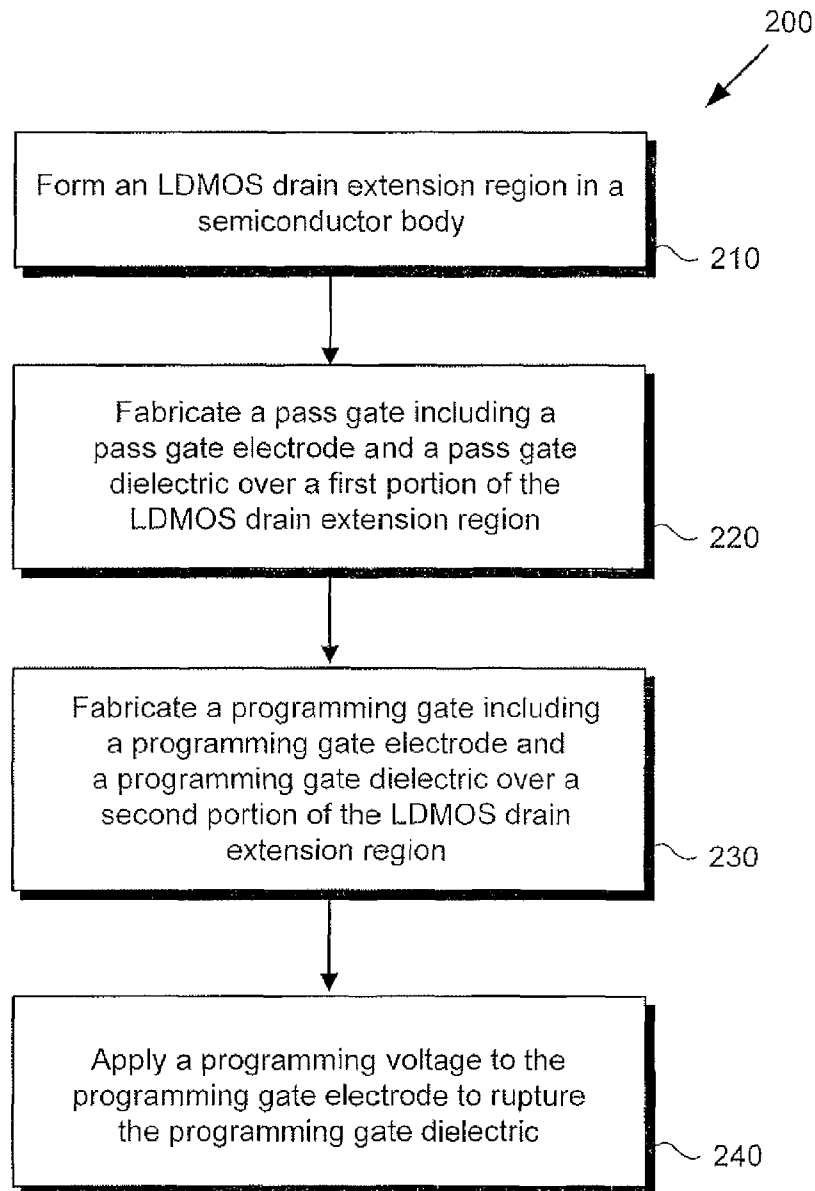 200
Form an LDMOS drain extension region in a
semiconductor body
210
Fabricate a pass gate including a
pass gate electrode and a pass gate
dielectric over a first portion of the
LDMOS drain extension region
220
Fabricate a programming gate including
a programming gate electrode and
a programming gate dielectric over a
second portion of the LDMOS drain
extension region
230
Apply a programming voltage to the
programming gate electrode to rupture
the programming gate dielectric
240